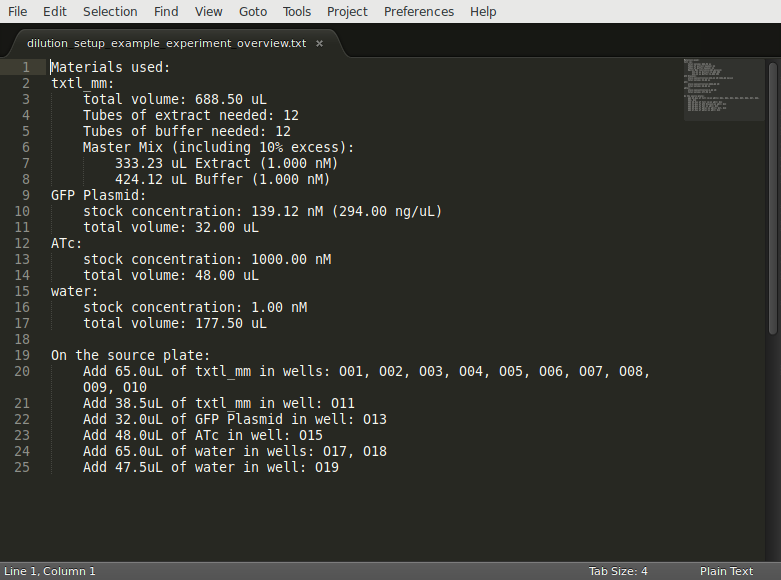 File Edit Selection Find View Goto Tools Project Preferences Help
dilution_setup_example_experiment_overview.txt ×
1 Materials used:
2 txtl_mm:
3 total volume: 688.50 uL
4 Tubes of extract needed: 12
5 Tubes of buffer needed: 12
6 Master Mix (including 10% excess):
7 333.23 uL Extract (1.000 nM)
8 424.12 uL Buffer (1.000 nM)
9 GFP Plasmid:
10 stock concentration: 139.12 nM (294.00 ng/uL)
11 total volume: 32.00 uL
12 ATc:
13 stock concentration: 1000.00 nM
14 total volume: 48.00 uL
15 water:
16 stock concentration: 1.00 nM
17 total volume: 177.50 uL
18
19 On the source plate:
20 Add 65.0uL of txtl_mm in wells: O01, O02, O03, O04, O05, O06, O07, O08,
O09, O10
21 Add 38.5uL of txtl_mm in well: O11
22 Add 32.0uL of GFP Plasmid in well: O13
23 Add 48.0uL of ATc in well: O15
24 Add 65.0uL of water in wells: O17, O18
25 Add 47.5uL of water in well: O19
Line 1, Column 1 Tab Size: 4 Plain Text